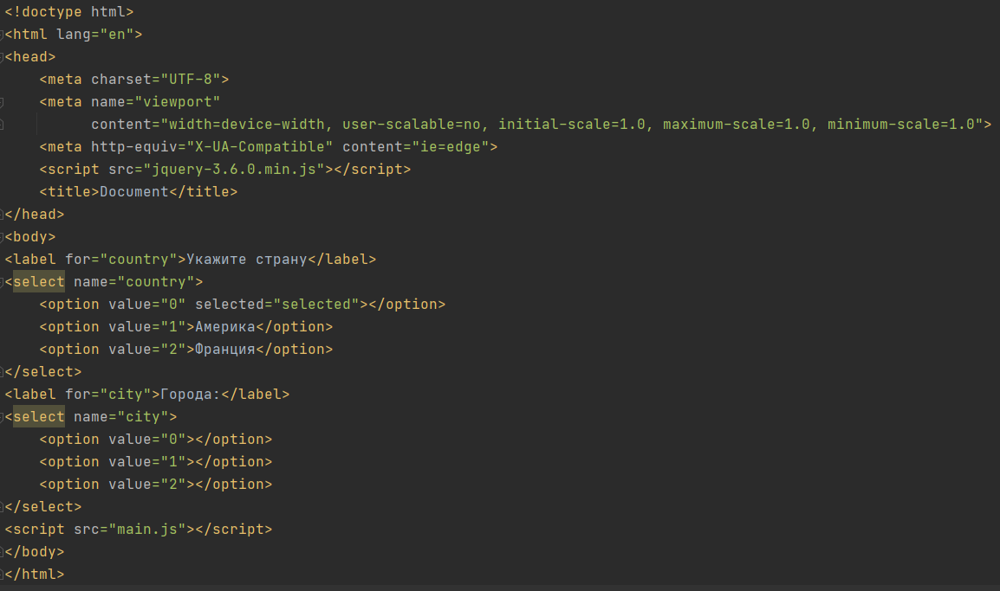 <!doctype html>
<html lang="en">
<head>
    <meta charset="UTF-8">
    <meta name="viewport"
          content="width=device-width, user-scalable=no, initial-scale=1.0, maximum-scale=1.0, minimum-scale=1.0">
    <meta http-equiv="X-UA-Compatible" content="ie=edge">
    <script src="jquery-3.6.0.min.js"></script>
    <title>Document</title>
</head>
<body>
<label for="country">Укажите страну</label>
<select name="country">
    <option value="0" selected="selected"></option>
    <option value="1">Америка</option>
    <option value="2">Франция</option>
</select>
<label for="city">Города:</label>
<select name="city">
    <option value="0"></option>
    <option value="1"></option>
    <option value="2"></option>
</select>
<script src="main.js"></script>
</body>
</html>